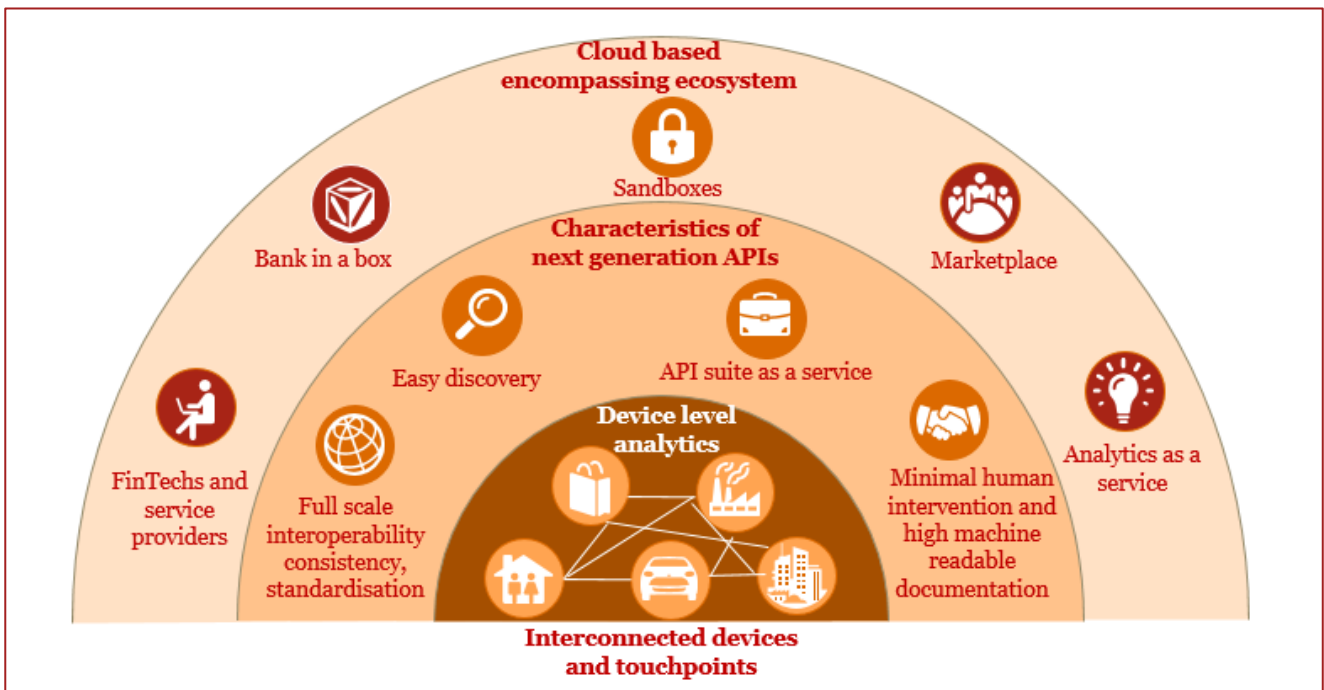 Cloud based
encompassing ecosystem
Sandboxes
Bank in a box
Marketplace
FinTechs and
service
providers
Analytics as a
service
Characteristics of
next generation APIs
Easy discovery
API suite as a service
Full scale
interoperability
consistency,
standardisation
Minimal human
intervention and
high machine
readable
documentation
Device level
analytics
Interconnected devices
and touchpoints